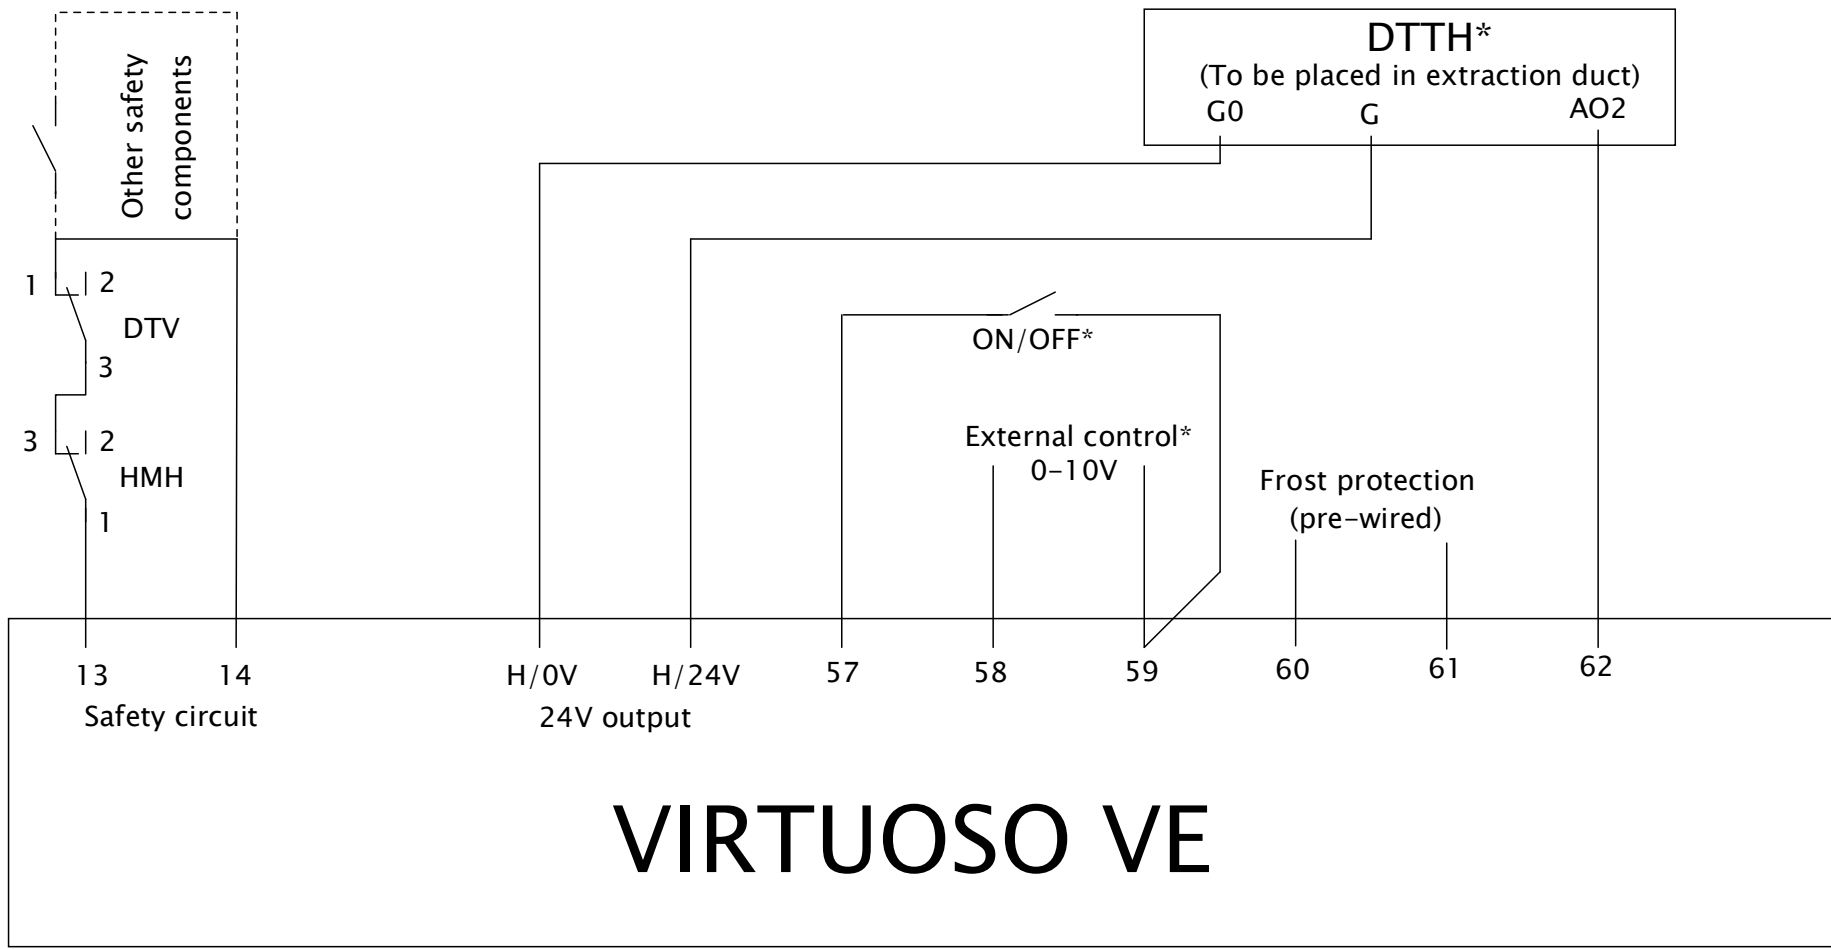 DTTH*
(To be placed in extraction duct)
G0
G
AO2
Other safety
components
1
2
DTV
3
ON/OFF*
3
2
HMH
1
External control*
0-10V
Frost protection
(pre-wired)
13
14
H/0V
H/24V
57
58
59
60
61
62
Safety circuit
24V output
VIRTUOSO VE